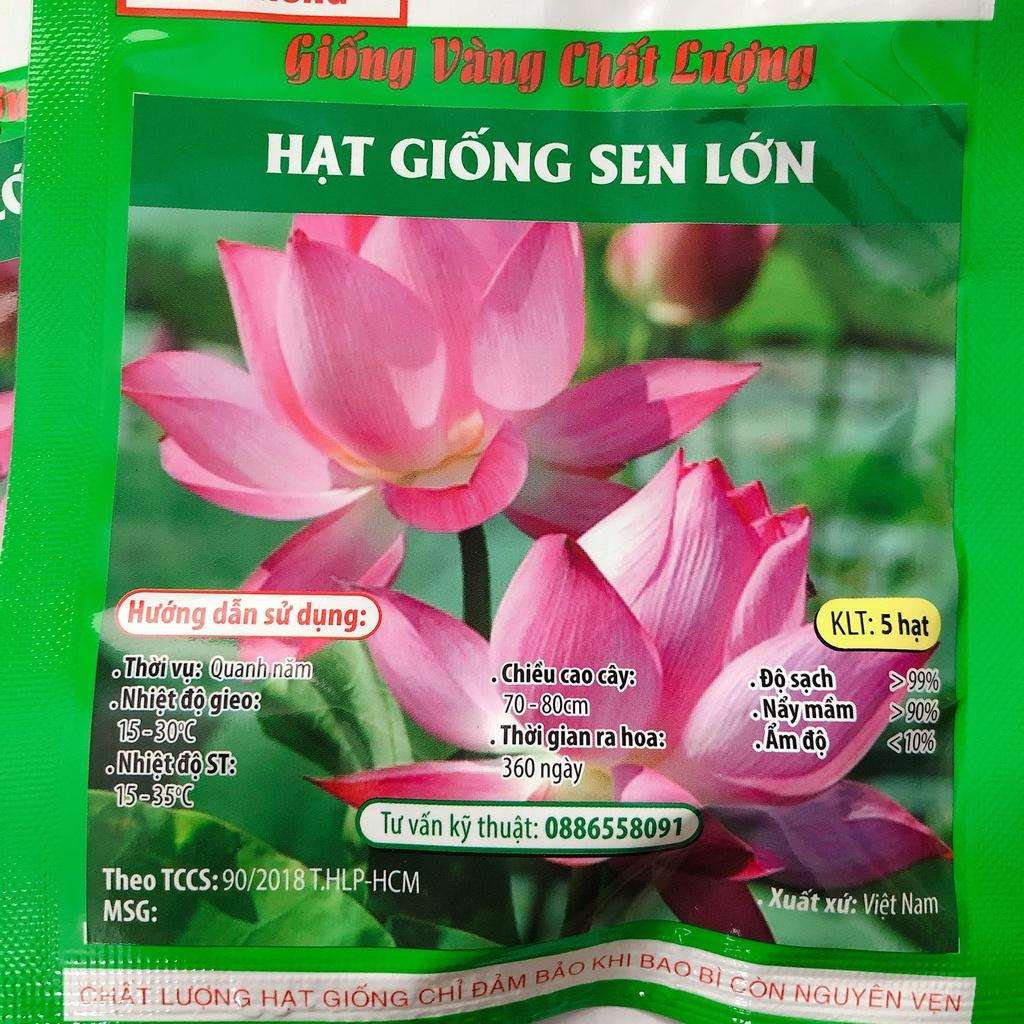 Giống Vàng Chất Lượng
HẠT GIỐNG SEN LỚN
Hướng dẫn sử dụng:
KLT: 5 hạt
. Thời vụ: Quanh năm
. Nhiệt độ gieo:
15 - 30°C
. Nhiệt độ ST:
15 - 35°C
. Chiều cao cây:
70 - 80cm
. Thời gian ra hoa:
360 ngày
. Độ sạch > 99%
. Nẩy mầm > 90%
. Ẩm độ < 10%
Tư vấn kỹ thuật: 0886558091
Theo TCCS: 90/2018 T.HLP-HCM
MSG:
. Xuất xứ: Việt Nam
CHẤT LƯỢNG HẠT GIỐNG CHỈ ĐẢM BẢO KHI BAO BÌ CÒN NGUYÊN VẸN